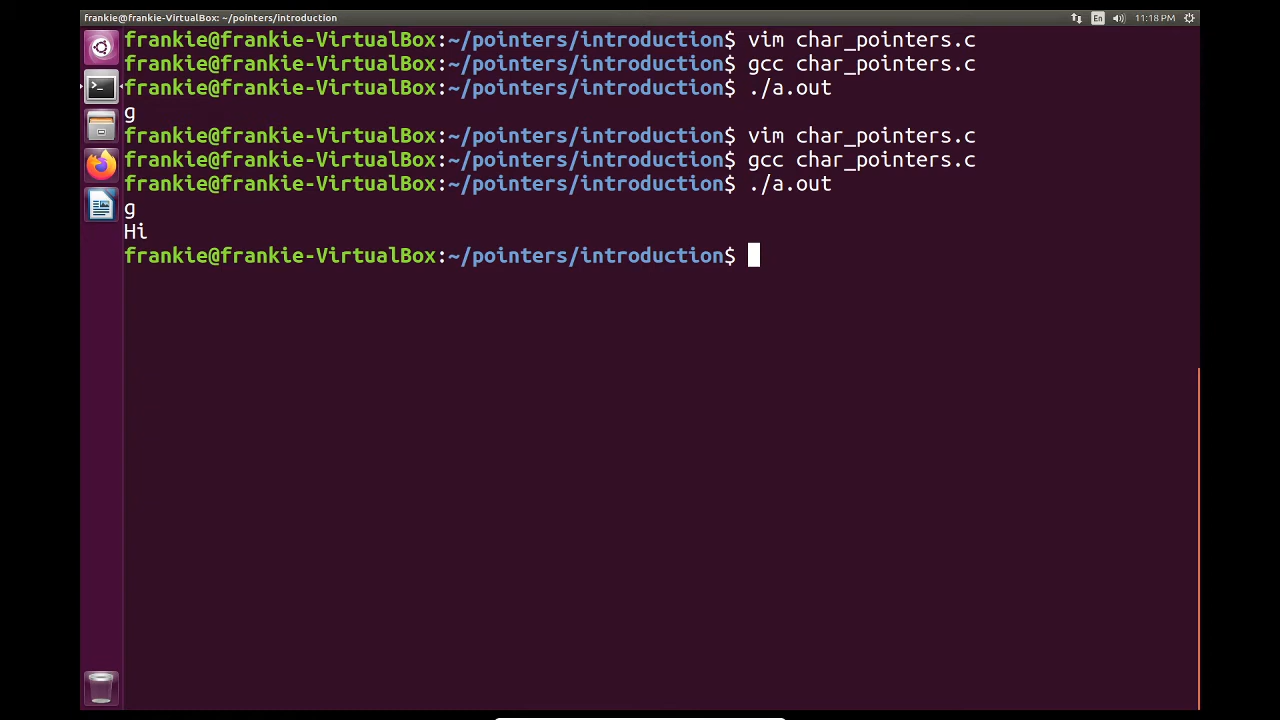 frankie@frankie-VirtualBox: ~/pointers/introduction
En
11:18 PM
frankie@frankie-VirtualBox:~/pointers/introduction$ vim char_pointers.c
frankie@frankie-VirtualBox:~/pointers/introduction$ gcc char_pointers.c
frankie@frankie-VirtualBox:~/pointers/introduction$ ./a.out
g
frankie@frankie-VirtualBox:~/pointers/introduction$ vim char_pointers.c
frankie@frankie-VirtualBox:~/pointers/introduction$ gcc char_pointers.c
frankie@frankie-VirtualBox:~/pointers/introduction$ ./a.out
g
Hi
frankie@frankie-VirtualBox:~/pointers/introduction$